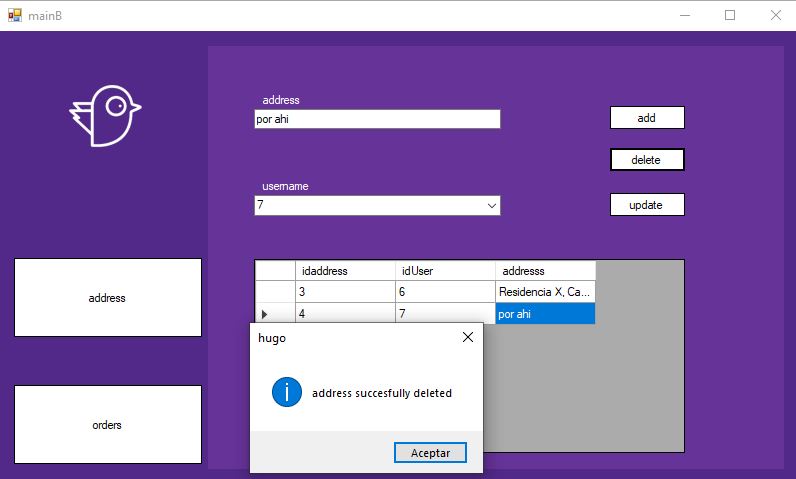 mainB
address
por ahi
add
delete
username
7
update
address
orders
idaddress idUser addresss
3 6 Residencia X, Ca...
4 7 por ahi
hugo
address succesfully deleted
Aceptar